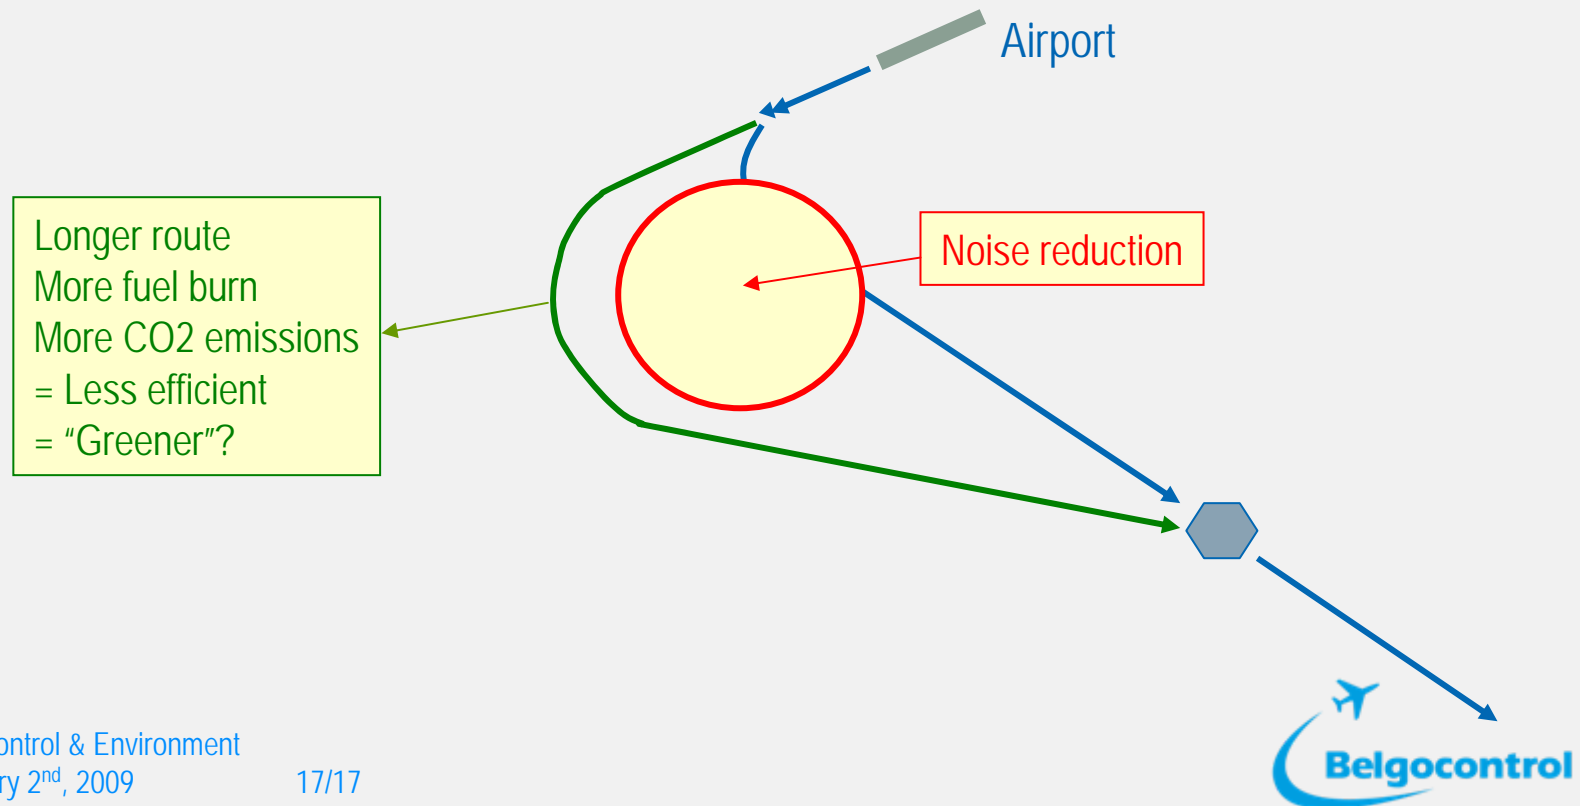 Airport
Longer route
More fuel burn
More CO2 emissions
= Less efficient
= “Greener”?
Noise reduction
ontrol & Environment
ry 2nd, 2009
17/17
Belgocontrol